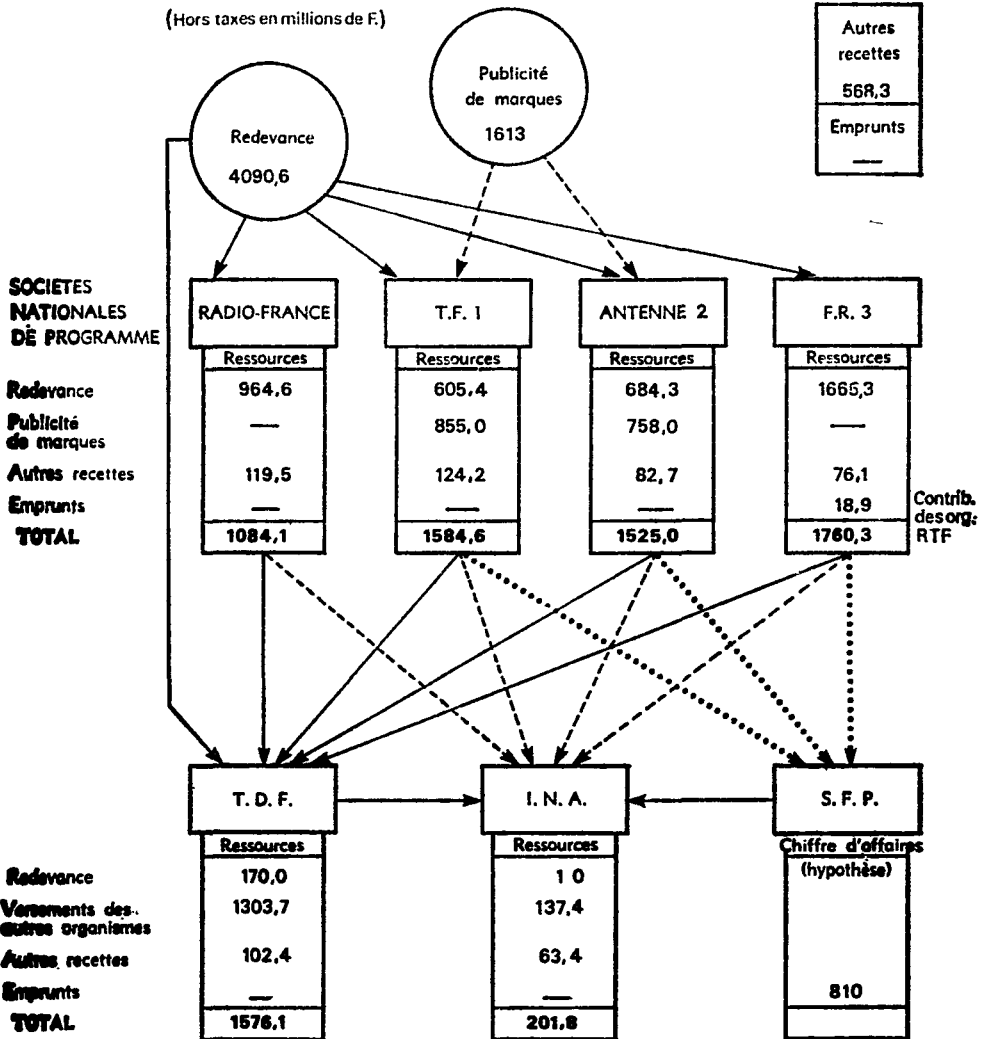 (Hors taxes en millions de F.)
Redevance
4090,6
Publicité
de marques
1613
Autres
recettes
568,3
Emprunts
—
SOCIETES
NATIONALES
DE PROGRAMME
RADIO-FRANCE T.F. 1 ANTENNE 2 F.R. 3
Ressources Ressources Ressources Ressources
Redevance 964,6 605,4 684,3 1665,3
Publicité
de marques — 855,0 758,0 —
Autres recettes 119,5 124,2 82,7 76,1
Emprunts — — — 18,9
Contrib.
des org.
RTF
TOTAL 1084,1 1584,6 1525,0 1760,3
T. D. F. I. N. A. S. F. P.
Ressources Ressources Chiffre d'affaires
(hypothèse)
Redevance 170,0 1 0
Versements des
autres organismes 1303,7 137,4
Autres recettes 102,4 63,4
Emprunts — — 810
TOTAL 1576,1 201,8